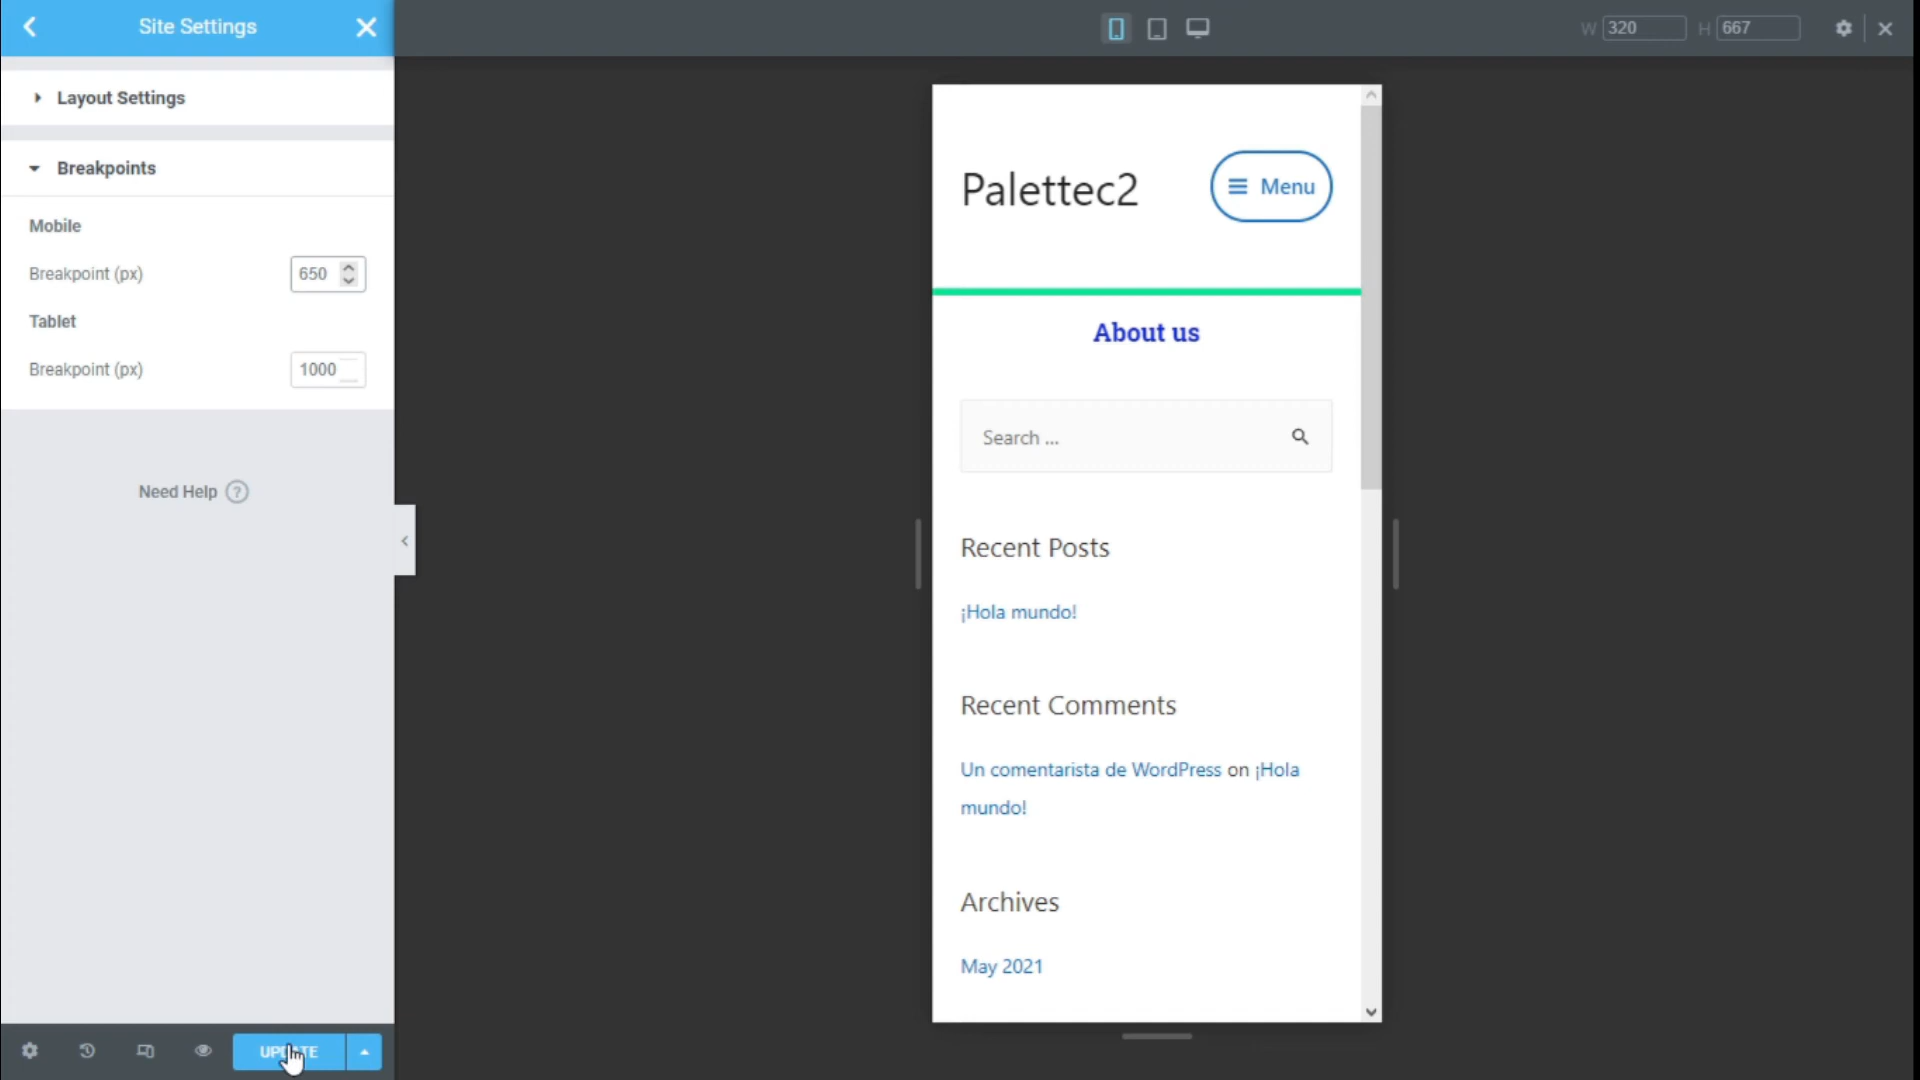 Site Settings
W 320 H 667
Layout Settings
Breakpoints
Mobile
Breakpoint (px) 650
Tablet
Breakpoint (px) 1000
Need Help ?
UPDATE
Palettec2
Menu
About us
Search ...
Recent Posts
¡Hola mundo!
Recent Comments
Un comentarista de WordPress on ¡Hola
mundo!
Archives
May 2021